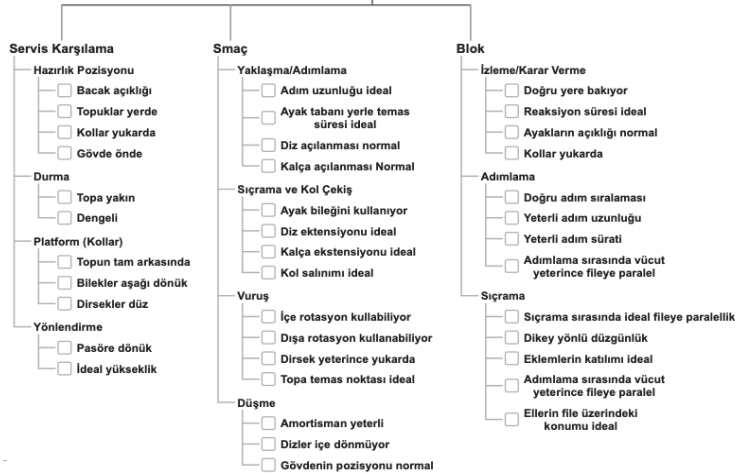 Servis Karşılama
Hazırlık Pozisyonu
Bacak açıklığı
Topuklar yerde
Kollar yukarda
Gövde önde
Durma
Topa yakın
Dengeli
Platform (Kollar)
Topun tam arkasında
Bilekler aşağı dönük
Dirsekler düz
Yönlendirme
Pasöre dönük
İdeal yükseklik
Smaç
Yaklaşma/Adımlama
Adım uzunluğu ideal
Ayak tabanı yerle temas
süresi ideal
Diz açılanması normal
Kalça açılanması Normal
Sıçrama ve Kol Çekiş
Ayak bileğini kullanıyor
Diz ektensiyonu ideal
Kalça ekstensiyonu ideal
Kol salınımı ideal
Vuruş
İçe rotasyon kullabiliyor
Dışa rotasyon kullanabiliyor
Dirsek yeterince yukarda
Topa temas noktası ideal
Düşme
Amortisman yeterli
Dizler içe dönmüyor
Gövdenin pozisyonu normal
Blok
İzleme/Karar Verme
Doğru yere bakıyor
Reaksiyon süresi ideal
Ayakların açıklığı normal
Kollar yukarda
Adımlama
Doğru adım sıralaması
Yeterli adım uzunluğu
Yeterli adım sürati
Adımlama sırasında vücut
yeterince fileye paralel
Sıçrama
Sıçrama sırasında ideal fileye paralellik
Dikey yönlü düzgünlük
Eklemlerin katılımı ideal
Adımlama sırasında vücut
yeterince fileye paralel
Ellerin file üzerindeki
konumu ideal